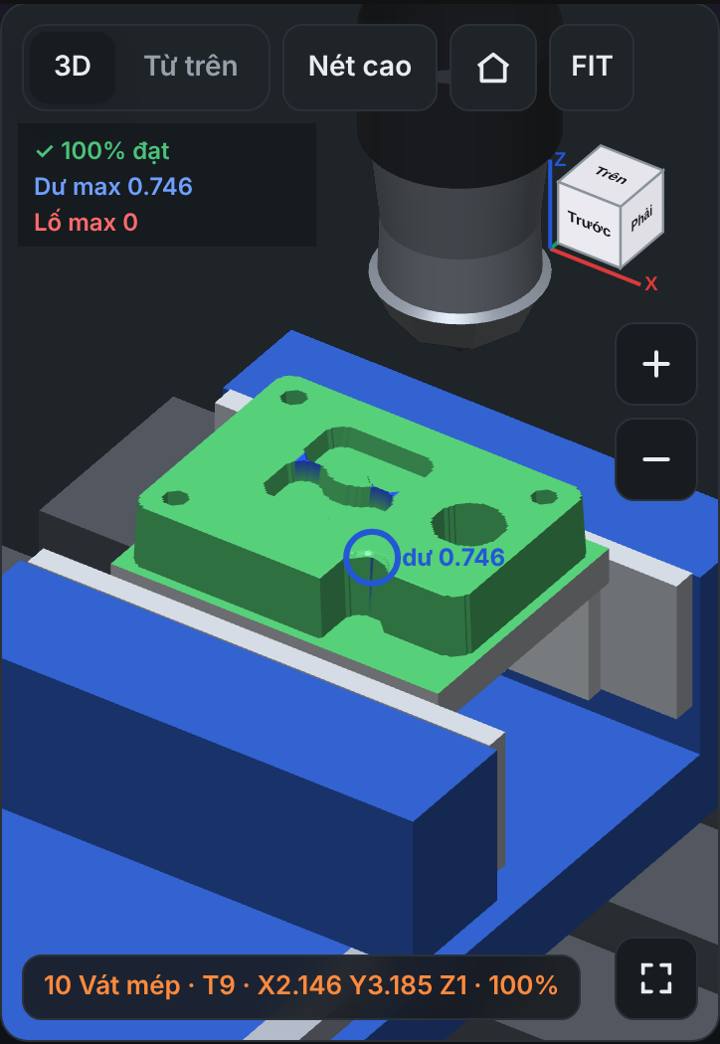 3D Từ trên Nét cao FIT
✓ 100% đạt
Dư max 0.746
Lố max 0
Z
Trên
Trước Phải
X
+
−
dư 0.746
10 Vát mép · T9 · X2.146 Y3.185 Z1 · 100%